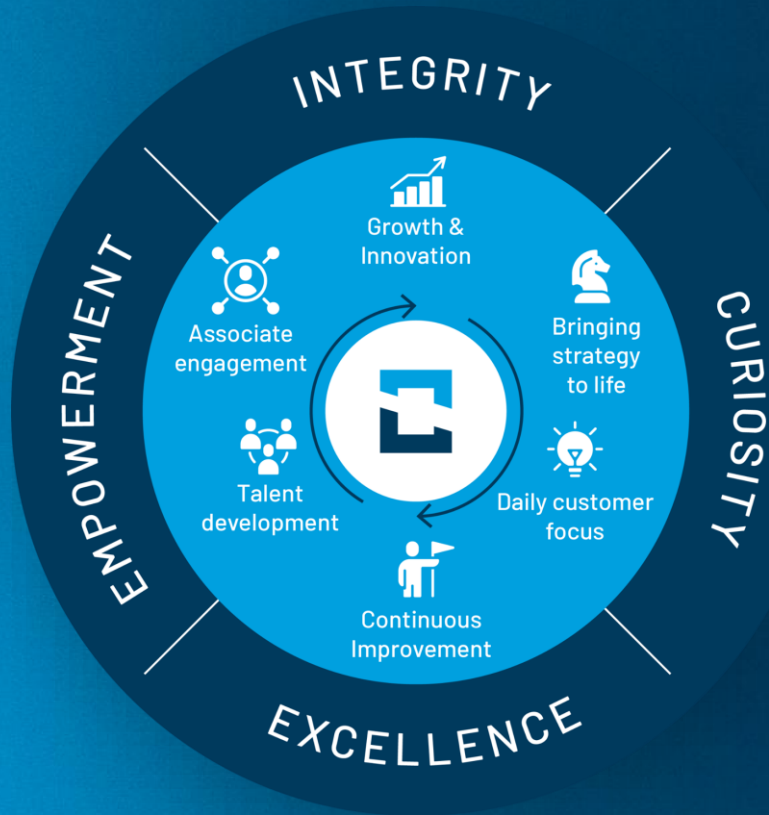 INTEGRITY
Growth &
Innovation
Bringing
strategy
to life
CURIOSITY
Daily customer
focus
Continuous
Improvement
EXCELLENCE
Talent
development
Associate
engagement
EMPOWERMENT